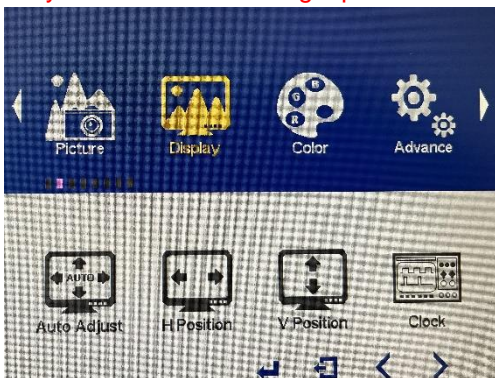 Picture Display Color Advance
AUTO
Auto Adjust H Position V Position Clock